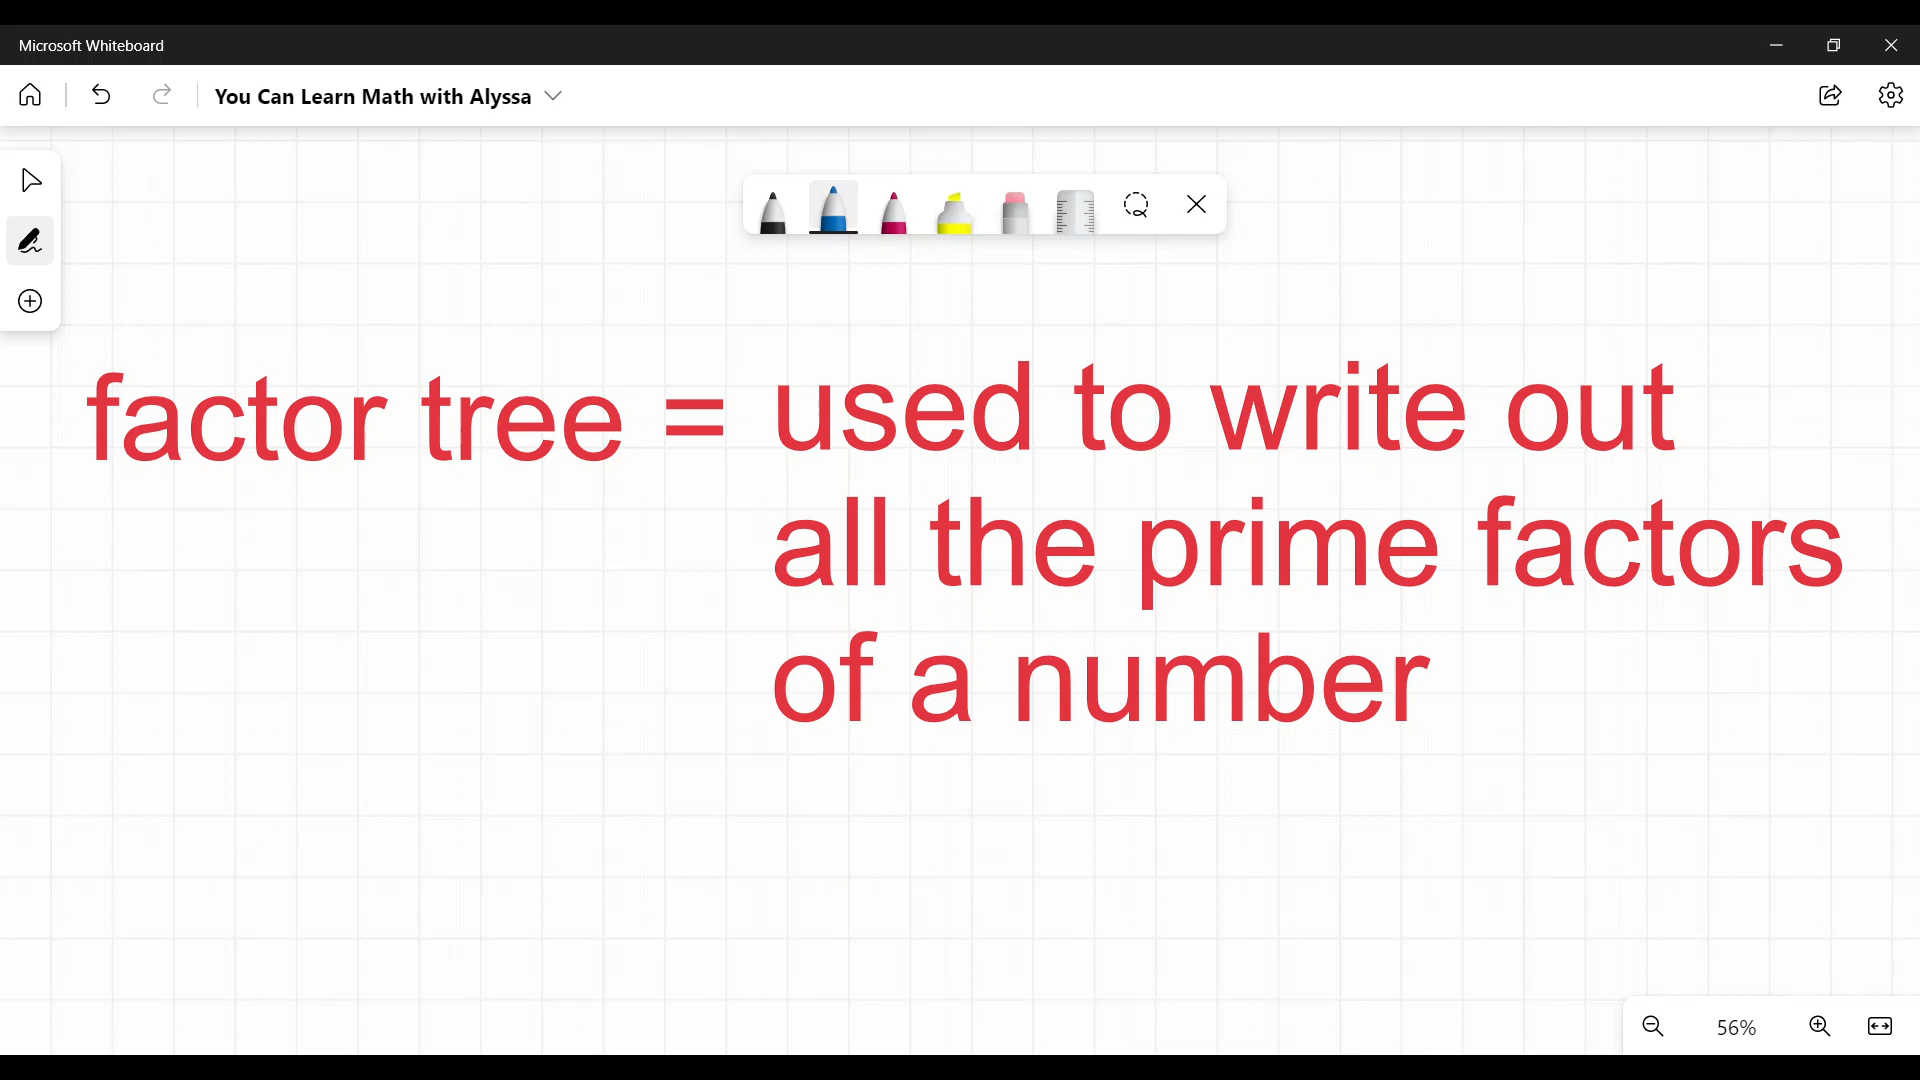 Microsoft Whiteboard
You Can Learn Math with Alyssa
factor tree = used to write out
all the prime factors
of a number
56%